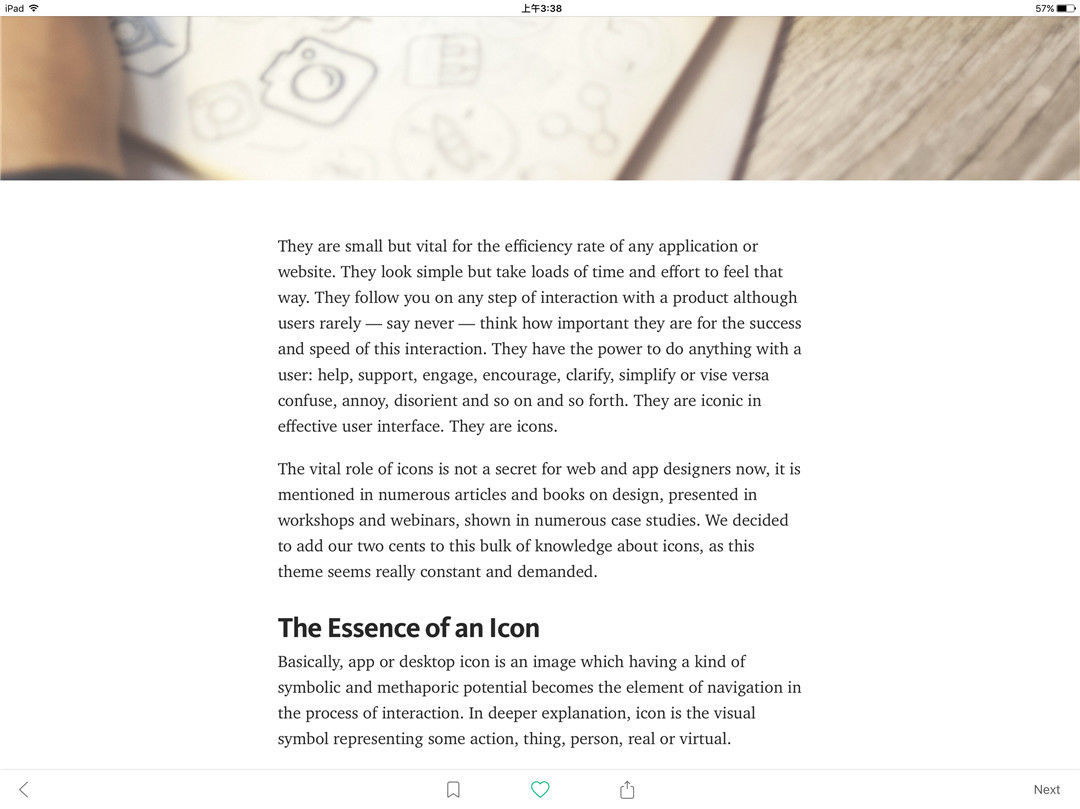 iPad
上午3:38
57%
They are small but vital for the efficiency rate of any application or
website. They look simple but take loads of time and effort to feel that
way. They follow you on any step of interaction with a product although
users rarely — say never — think how important they are for the success
and speed of this interaction. They have the power to do anything with a
user: help, support, engage, encourage, clarify, simplify or vise versa
confuse, annoy, disorient and so on and so forth. They are iconic in
effective user interface. They are icons.
The vital role of icons is not a secret for web and app designers now, it is
mentioned in numerous articles and books on design, presented in
workshops and webinars, shown in numerous case studies. We decided
to add our two cents to this bulk of knowledge about icons, as this
theme seems really constant and demanded.
The Essence of an Icon
Basically, app or desktop icon is an image which having a kind of
symbolic and methaporic potential becomes the element of navigation in
the process of interaction. In deeper explanation, icon is the visual
symbol representing some action, thing, person, real or virtual.
Next